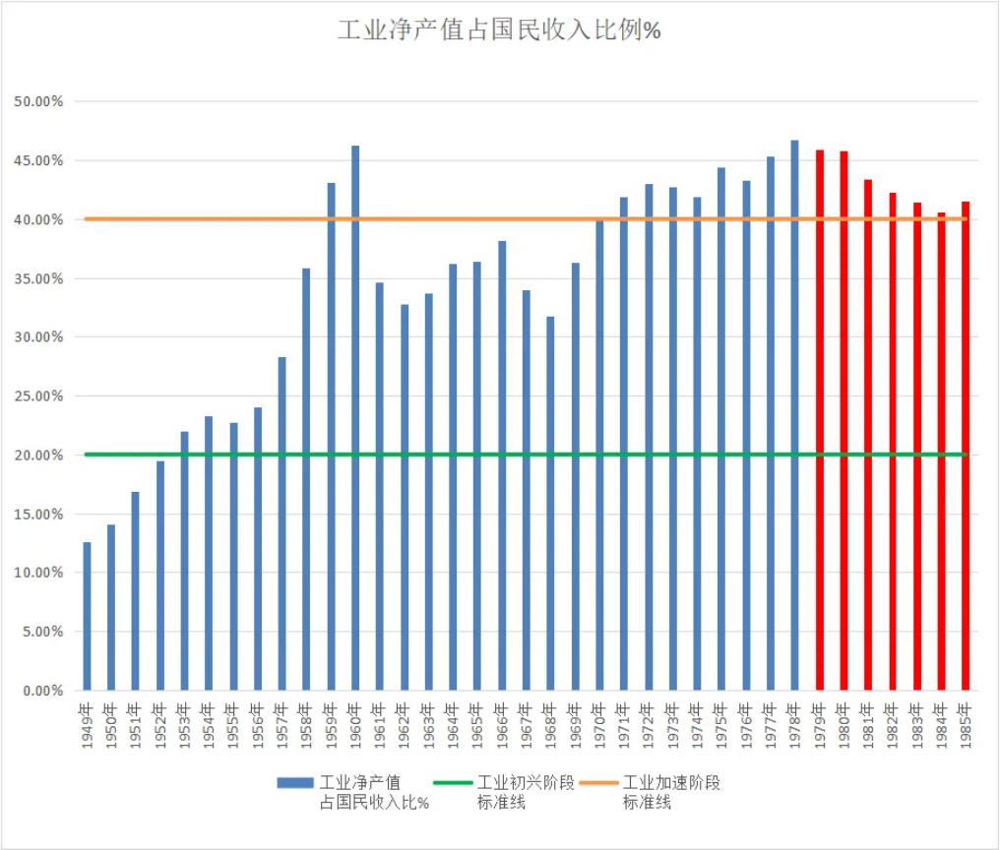 工业净产值占国民收入比例%
50.00%
45.00%
40.00%
35.00%
30.00%
25.00%
20.00%
15.00%
10.00%
5.00%
0.00%
1949年
1950年
1951年
1952年
1953年
1954年
1955年
1956年
1957年
1958年
1959年
1960年
1961年
1962年
1963年
1964年
1965年
1966年
1967年
1968年
1969年
1970年
1971年
1972年
1973年
1974年
1975年
1976年
1977年
1978年
1979年
1980年
1981年
1982年
1983年
1984年
1985年
工业净产值
占国民收入比%
工业初兴阶段
标准线
工业加速阶段
标准线